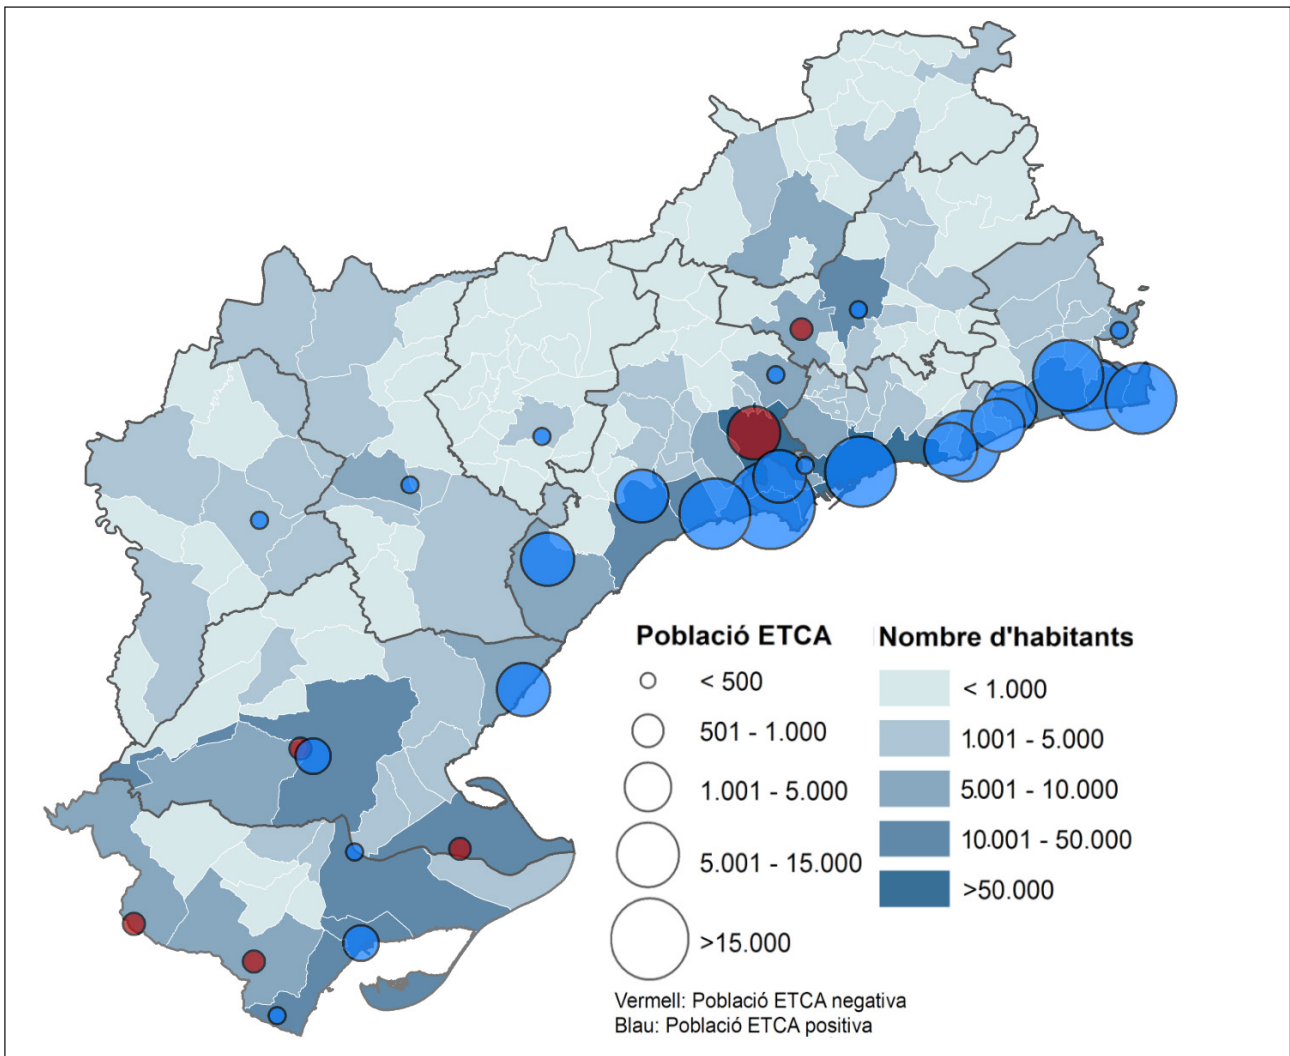 Població ETCA
< 500
501 - 1.000
1.001 - 5.000
5.001 - 15.000
>15.000
Vermell: Població ETCA negativa
Blau: Població ETCA positiva
Nombre d'habitants
< 1.000
1.001 - 5.000
5.001 - 10.000
10.001 - 50.000
>50.000